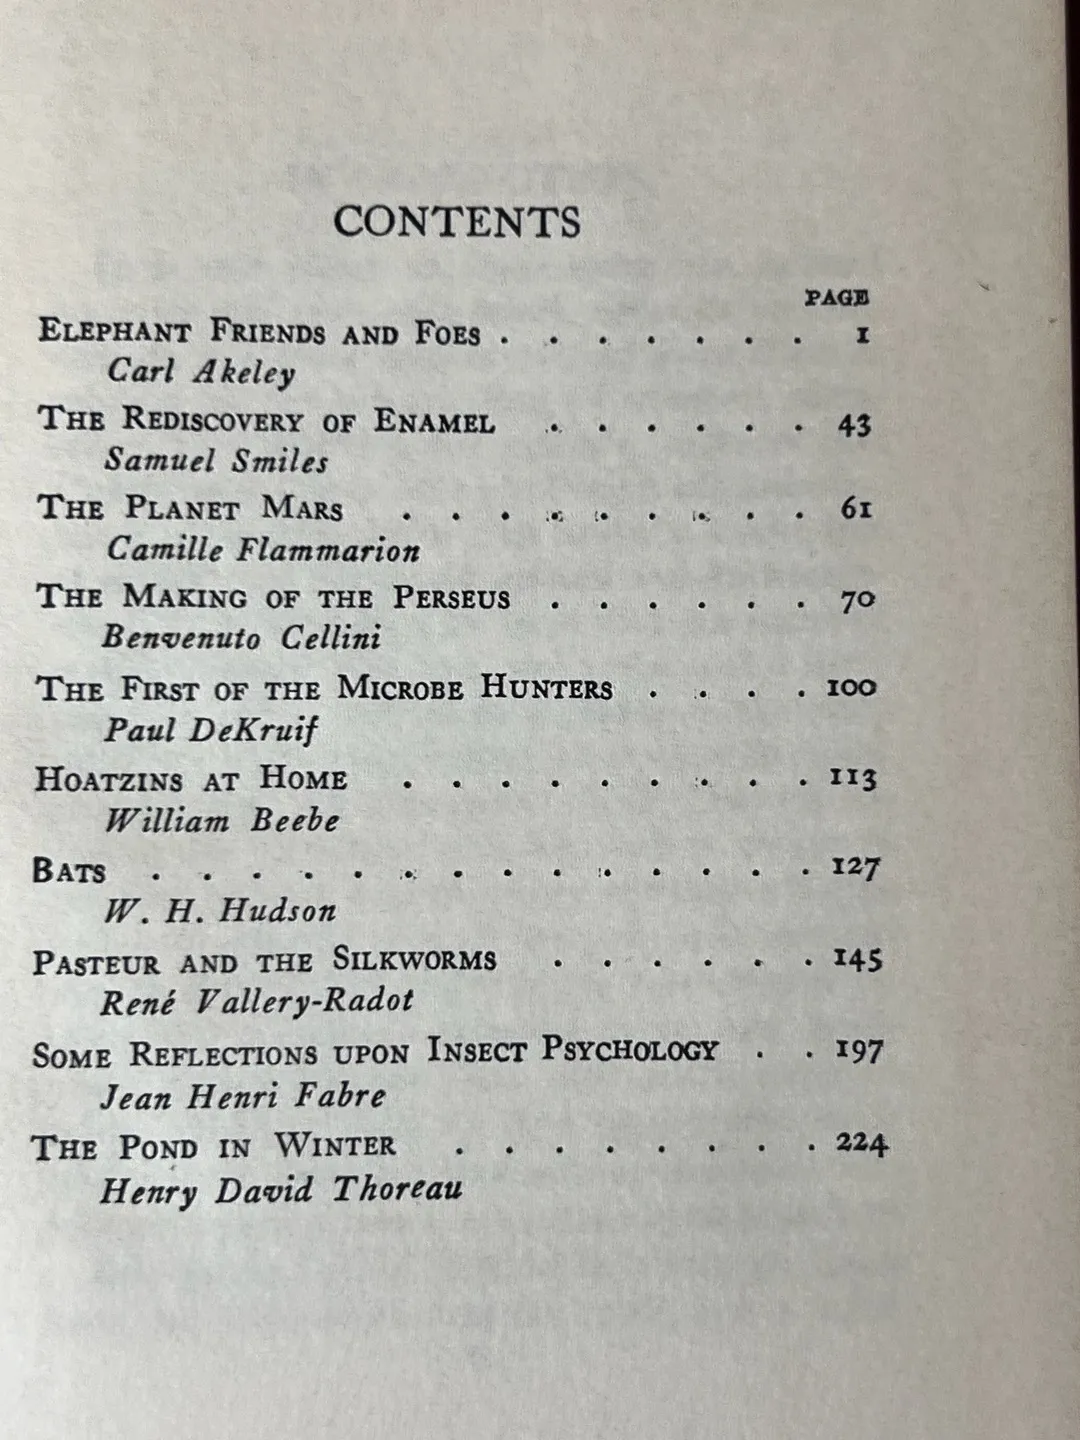 CONTENTS
PAGE
ELEPHANT FRIENDS AND FOES . . . . . . . 1
Carl Akeley
THE REDISCOVERY OF ENAMEL . . . . . . 43
Samuel Smiles
THE PLANET MARS . . . . . . . . . 61
Camille Flammarion
THE MAKING OF THE PERSEUS . . . . . . 70
Benvenuto Cellini
THE FIRST OF THE MICROBE HUNTERS . . . . 100
Paul DeKruif
HOATZINS AT HOME . . . . . . . . . 113
William Beebe
BATS . . . . . . . . . . . . . . 127
W. H. Hudson
PASTEUR AND THE SILKWORMS . . . . . . 145
René Vallery-Radot
SOME REFLECTIONS UPON INSECT PSYCHOLOGY . . 197
Jean Henri Fabre
THE POND IN WINTER . . . . . . . . 224
Henry David Thoreau